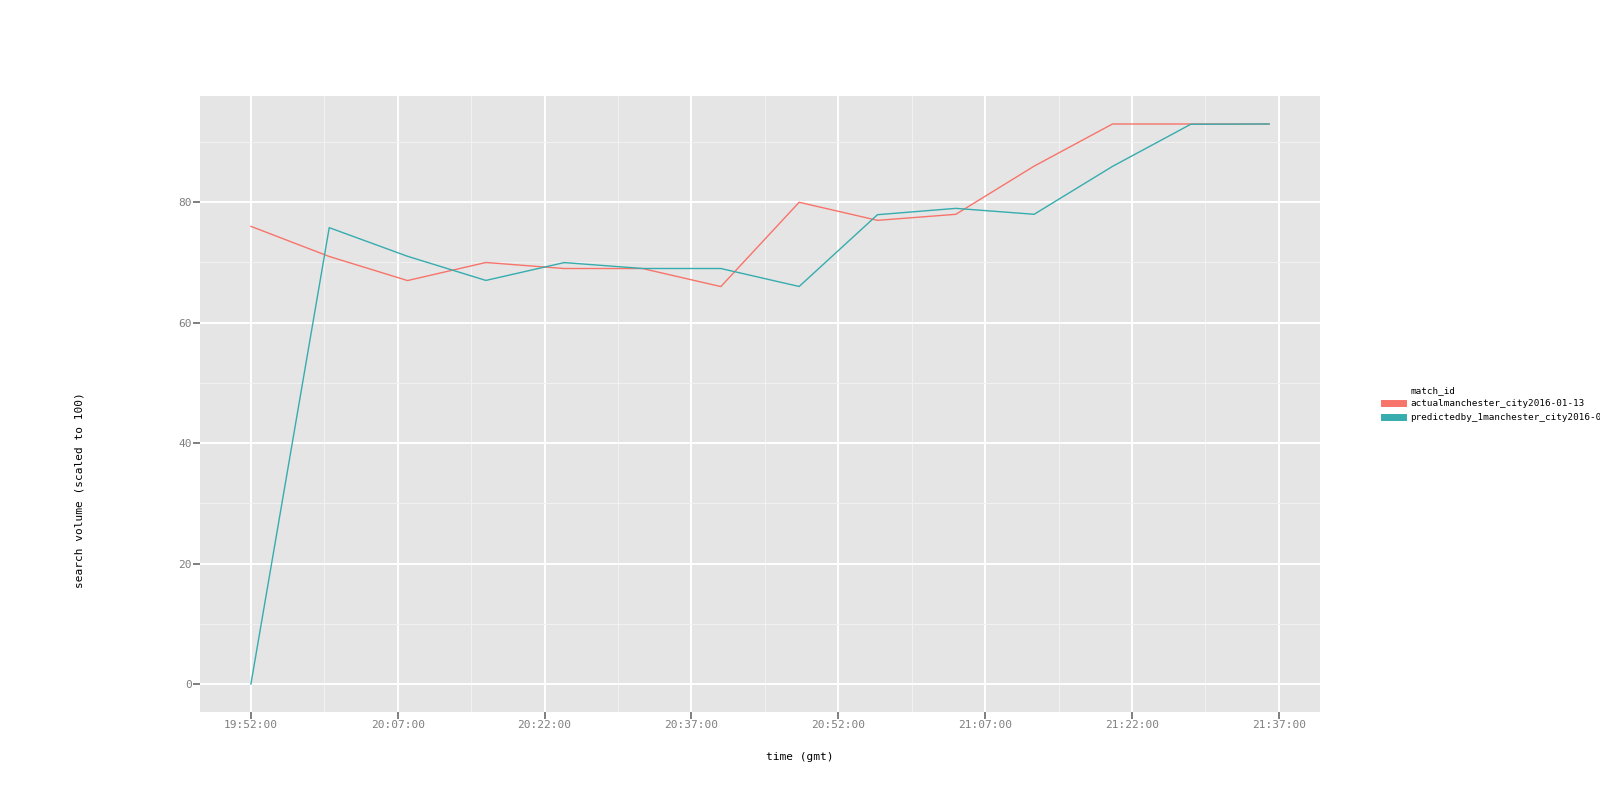 80
60
40
20
0
search volume (scaled to 100)
19:52:00 20:07:00 20:22:00 20:37:00 20:52:00 21:07:00 21:22:00 21:37:00
time (gmt)
match_id
actualmanchester_city2016-01-13
predictedby_1manchester_city2016-0